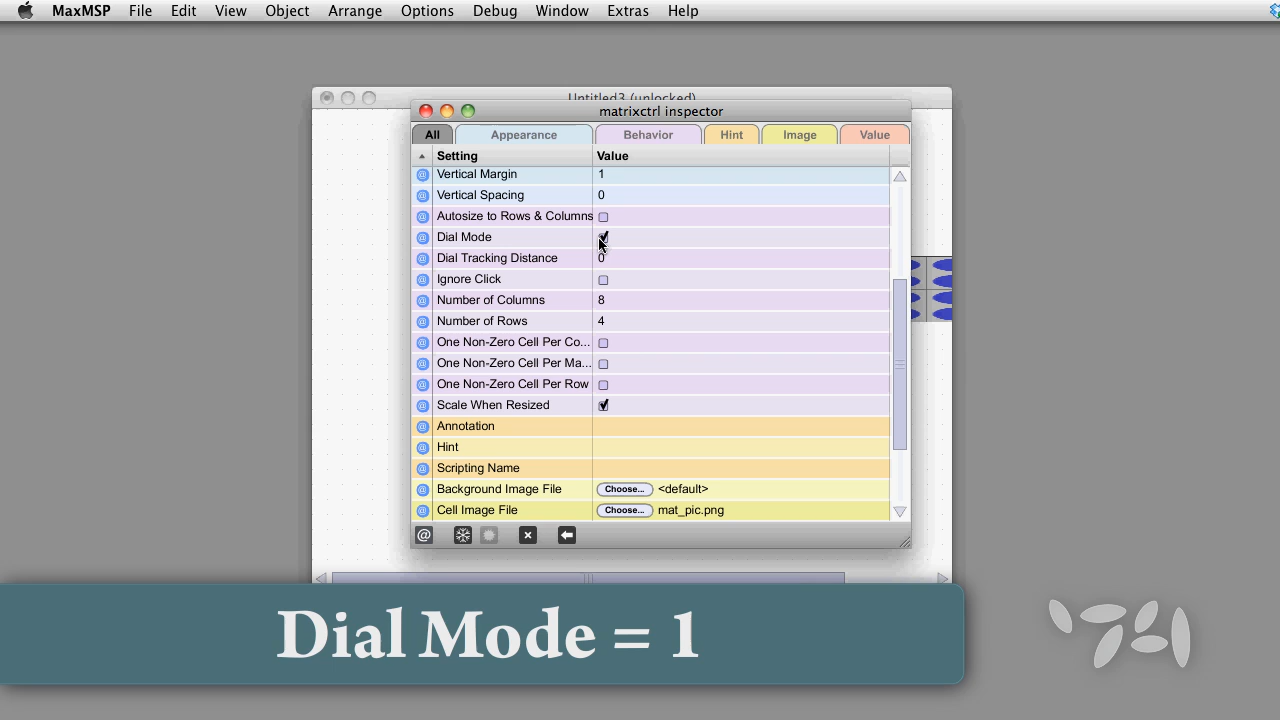 MaxMSP File Edit View Object Arrange Options Debug Window Extras Help
Untitled3 (unlocked)
matrixctrl inspector
All Appearance Behavior Hint Image Value
Setting Value
@ Vertical Margin 1
@ Vertical Spacing 0
@ Autosize to Rows & Columns
@ Dial Mode
@ Dial Tracking Distance 0
@ Ignore Click
@ Number of Columns 8
@ Number of Rows 4
@ One Non-Zero Cell Per Co...
@ One Non-Zero Cell Per Ma...
@ One Non-Zero Cell Per Row
@ Scale When Resized
@ Annotation
@ Hint
@ Scripting Name
@ Background Image File Choose... <default>
@ Cell Image File Choose... mat_pic.png
@
Dial Mode = 1